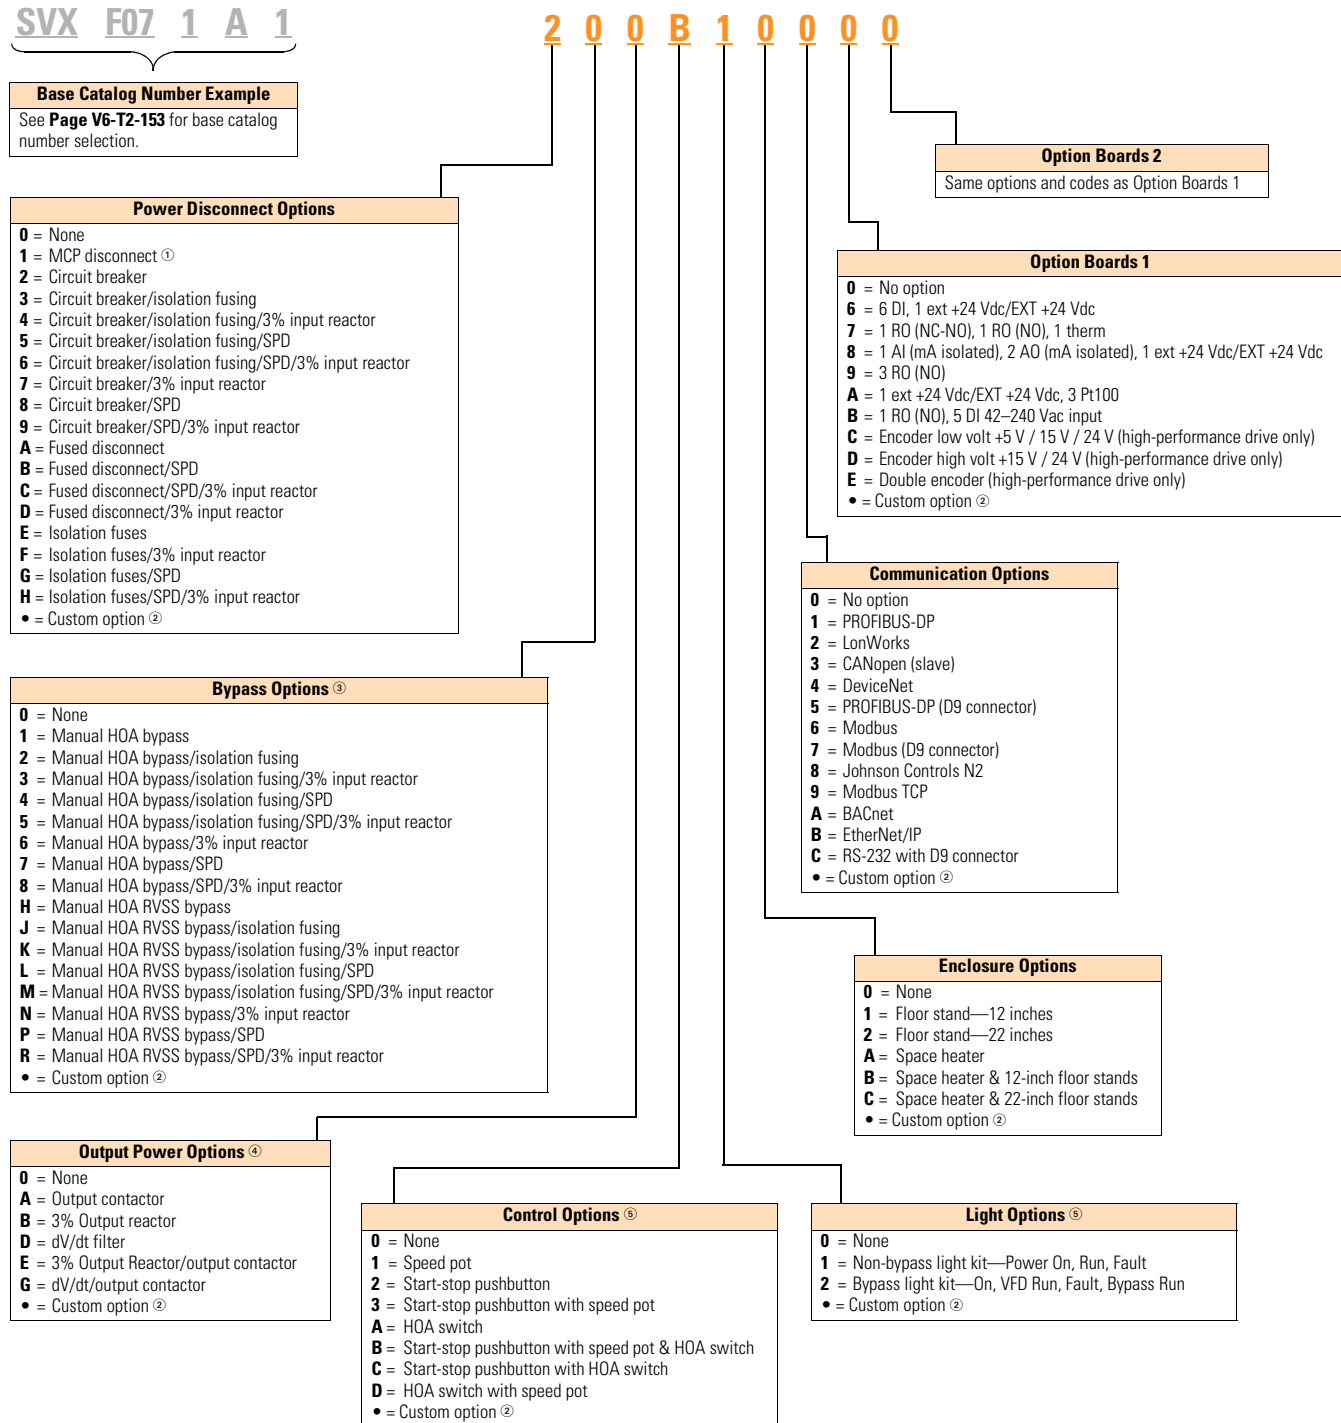 SVX F07 1 A 1
2 0 0 B 1 0 0 0 0
Base Catalog Number Example
See Page V6-T2-153 for base catalog
number selection.
Power Disconnect Options
0 = None
1 = MCP disconnect ①
2 = Circuit breaker
3 = Circuit breaker/isolation fusing
4 = Circuit breaker/isolation fusing/3% input reactor
5 = Circuit breaker/isolation fusing/SPD
6 = Circuit breaker/isolation fusing/SPD/3% input reactor
7 = Circuit breaker/3% input reactor
8 = Circuit breaker/SPD
9 = Circuit breaker/SPD/3% input reactor
A = Fused disconnect
B = Fused disconnect/SPD
C = Fused disconnect/SPD/3% input reactor
D = Fused disconnect/3% input reactor
E = Isolation fuses
F = Isolation fuses/3% input reactor
G = Isolation fuses/SPD
H = Isolation fuses/SPD/3% input reactor
• = Custom option ②
Bypass Options ③
0 = None
1 = Manual HOA bypass
2 = Manual HOA bypass/isolation fusing
3 = Manual HOA bypass/isolation fusing/3% input reactor
4 = Manual HOA bypass/isolation fusing/SPD
5 = Manual HOA bypass/isolation fusing/SPD/3% input reactor
6 = Manual HOA bypass/3% input reactor
7 = Manual HOA bypass/SPD
8 = Manual HOA bypass/SPD/3% input reactor
H = Manual HOA RVSS bypass
J = Manual HOA RVSS bypass/isolation fusing
K = Manual HOA RVSS bypass/isolation fusing/3% input reactor
L = Manual HOA RVSS bypass/isolation fusing/SPD
M = Manual HOA RVSS bypass/isolation fusing/SPD/3% input reactor
N = Manual HOA RVSS bypass/3% input reactor
P = Manual HOA RVSS bypass/SPD
R = Manual HOA RVSS bypass/SPD/3% input reactor
• = Custom option ②
Output Power Options ④
0 = None
A = Output contactor
B = 3% Output reactor
D = dV/dt filter
E = 3% Output Reactor/output contactor
G = dV/dt/output contactor
• = Custom option ②
Control Options ⑤
0 = None
1 = Speed pot
2 = Start-stop pushbutton
3 = Start-stop pushbutton with speed pot
A = HOA switch
B = Start-stop pushbutton with speed pot & HOA switch
C = Start-stop pushbutton with HOA switch
D = HOA switch with speed pot
• = Custom option ②
Light Options ⑤
0 = None
1 = Non-bypass light kit—Power On, Run, Fault
2 = Bypass light kit—On, VFD Run, Fault, Bypass Run
• = Custom option ②
Enclosure Options
0 = None
1 = Floor stand—12 inches
2 = Floor stand—22 inches
A = Space heater
B = Space heater & 12-inch floor stands
C = Space heater & 22-inch floor stands
• = Custom option ②
Communication Options
0 = No option
1 = PROFIBUS-DP
2 = LonWorks
3 = CANopen (slave)
4 = DeviceNet
5 = PROFIBUS-DP (D9 connector)
6 = Modbus
7 = Modbus (D9 connector)
8 = Johnson Controls N2
9 = Modbus TCP
A = BACnet
B = EtherNet/IP
C = RS-232 with D9 connector
• = Custom option ②
Option Boards 1
0 = No option
6 = 6 DI, 1 ext +24 Vdc/EXT +24 Vdc
7 = 1 RO (NC-NO), 1 RO (NO), 1 therm
8 = 1 AI (mA isolated), 2 AO (mA isolated), 1 ext +24 Vdc/EXT +24 Vdc
9 = 3 RO (NO)
A = 1 ext +24 Vdc/EXT +24 Vdc, 3 Pt100
B = 1 RO (NO), 5 DI 42–240 Vac input
C = Encoder low volt +5 V / 15 V / 24 V (high-performance drive only)
D = Encoder high volt +15 V / 24 V (high-performance drive only)
E = Double encoder (high-performance drive only)
• = Custom option ②
Option Boards 2
Same options and codes as Option Boards 1